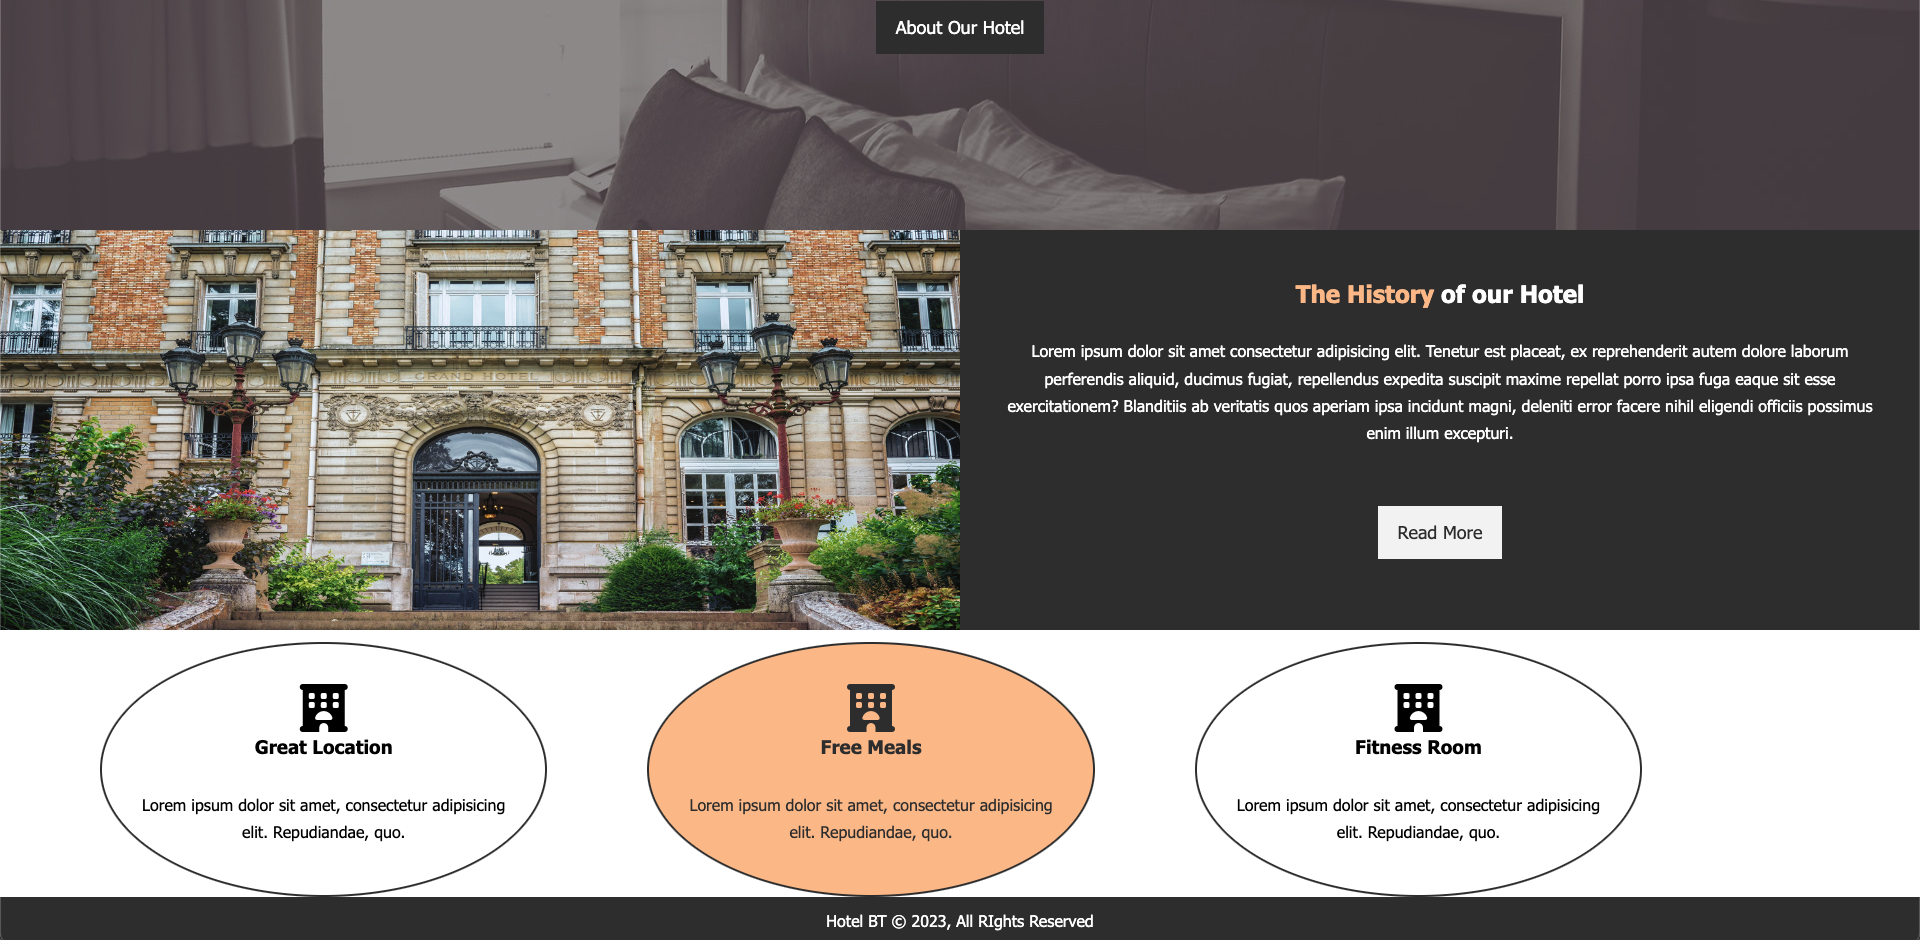 About Our Hotel
GRAND HOTEL
The History of our Hotel
Lorem ipsum dolor sit amet consectetur adipisicing elit. Tenetur est placeat, ex reprehenderit autem dolore laborum
perferendis aliquid, ducimus fugiat, repellendus expedita suscipit maxime repellat porro ipsa fuga eaque sit esse
exercitationem? Blanditiis ab veritatis quos aperiam ipsa incidunt magni, deleniti error facere nihil eligendi officiis possimus
enim illum excepturi.
Read More
Great Location
Lorem ipsum dolor sit amet, consectetur adipisicing
elit. Repudiandae, quo.
Free Meals
Lorem ipsum dolor sit amet, consectetur adipisicing
elit. Repudiandae, quo.
Fitness Room
Lorem ipsum dolor sit amet, consectetur adipisicing
elit. Repudiandae, quo.
Hotel BT © 2023, All RIghts Reserved